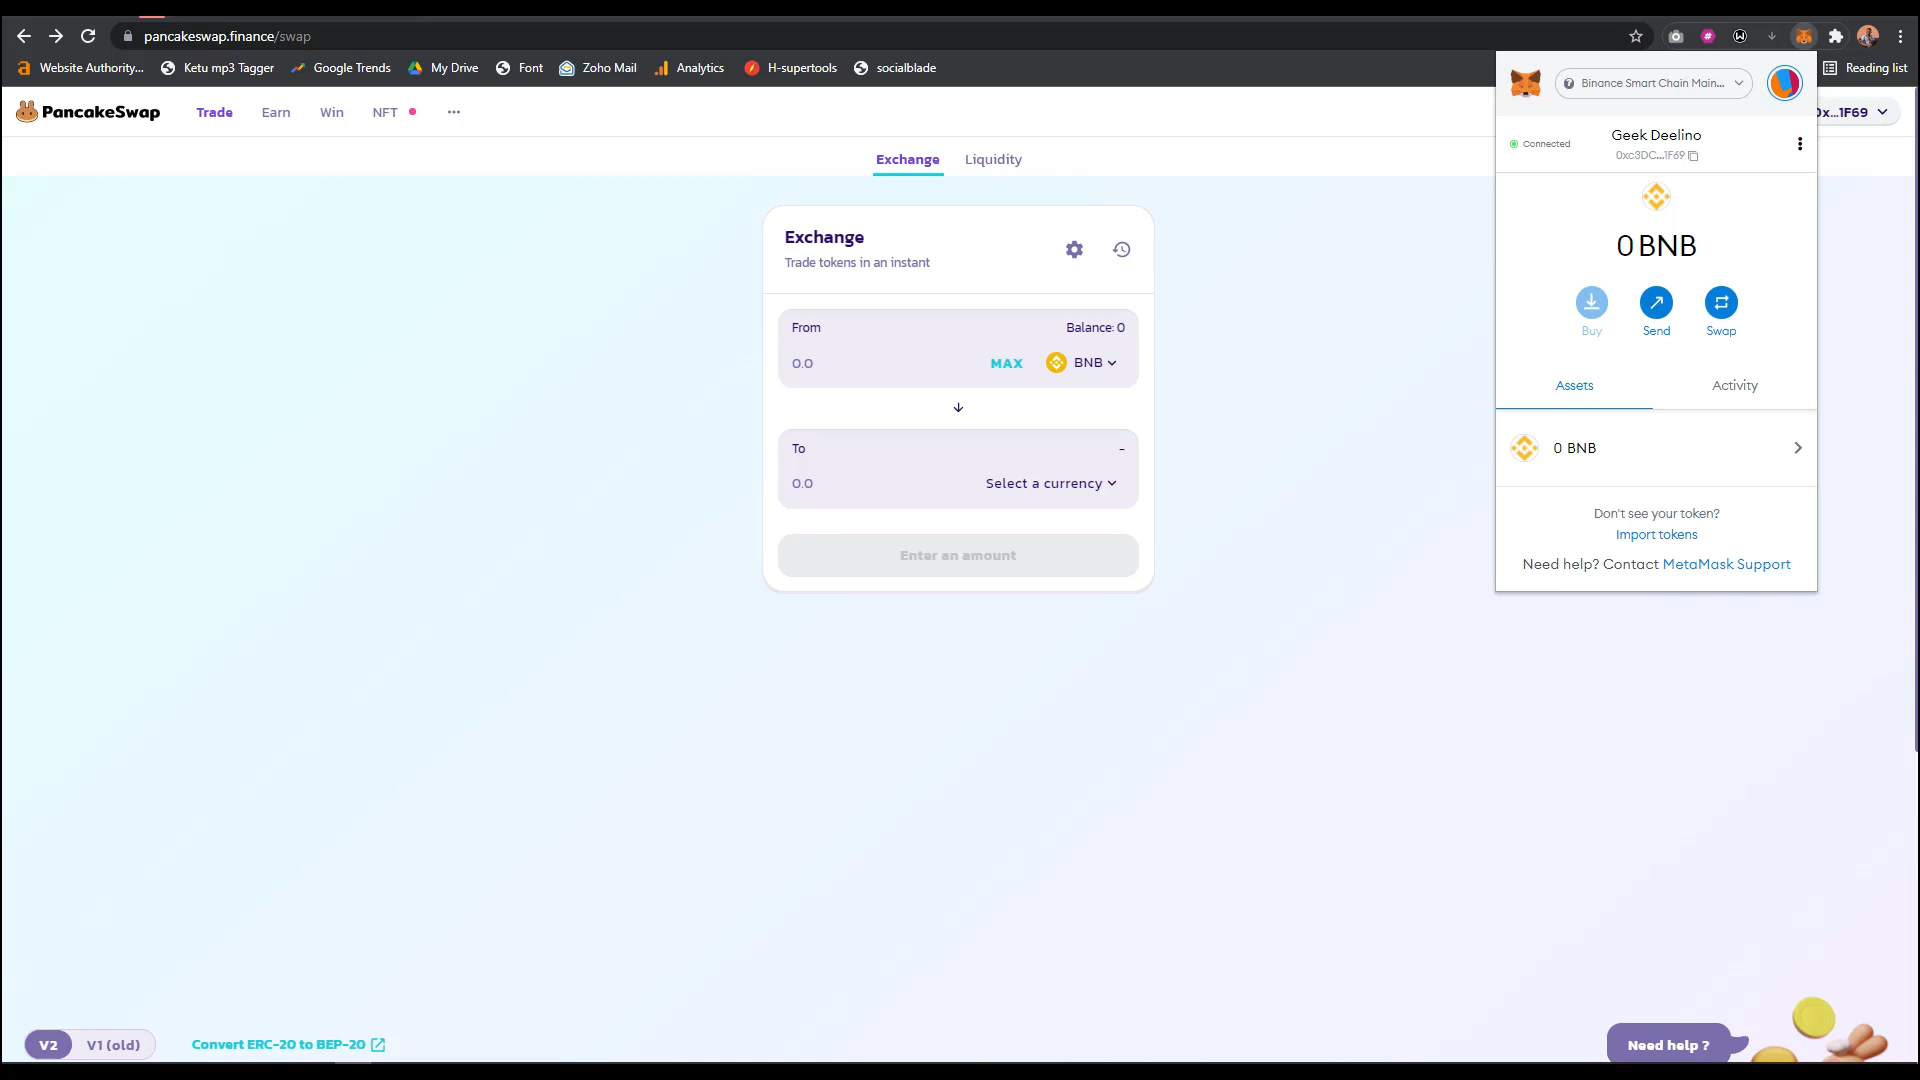 pancakeswap.finance/swap
Website Authority... Ketu mp3 Tagger Google Trends My Drive Font Zoho Mail Analytics H-supertools socialblade Reading list
PancakeSwap Trade Earn Win NFT
0x...1F69
Exchange Liquidity
Exchange
Trade tokens in an instant
From Balance: 0
0.0 MAX BNB
To -
0.0 Select a currency
Enter an amount
Binance Smart Chain Main...
Connected
Geek Deelino
0xc3DC...1F69
0 BNB
Buy Send Swap
Assets Activity
0 BNB
Don't see your token?
Import tokens
Need help? Contact MetaMask Support
V2 V1 (old) Convert ERC-20 to BEP-20
Need help ?